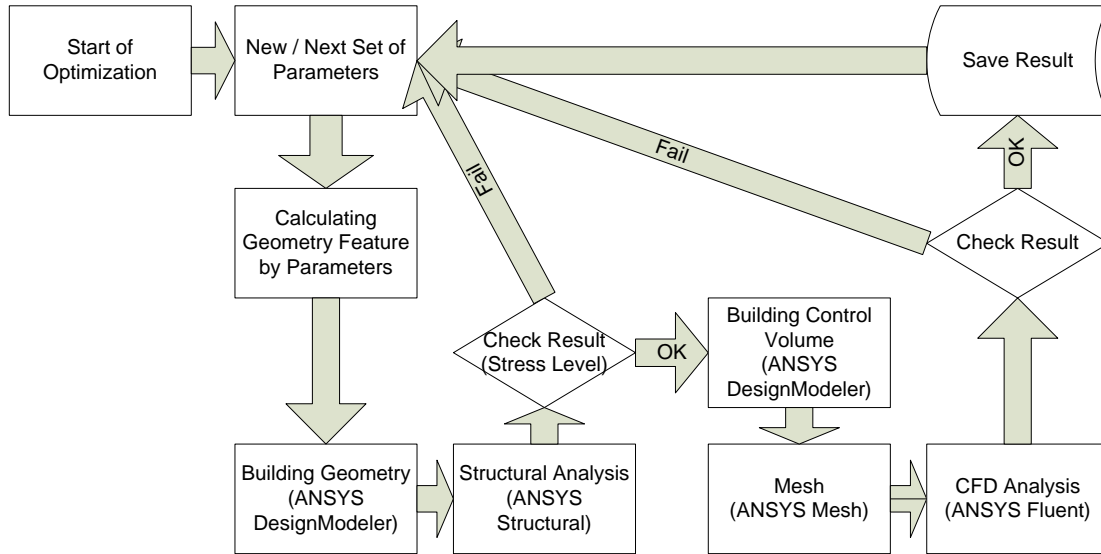 Start of
Optimization
New / Next Set of
Parameters
Save Result
Fail
Fail
OK
Calculating
Geometry Feature
by Parameters
Check Result
Check Result
(Stress Level)
OK
Building Control
Volume
(ANSYS
DesignModeler)
Building Geometry
(ANSYS
DesignModeler)
Structural Analysis
(ANSYS
Structural)
Mesh
(ANSYS Mesh)
CFD Analysis
(ANSYS Fluent)